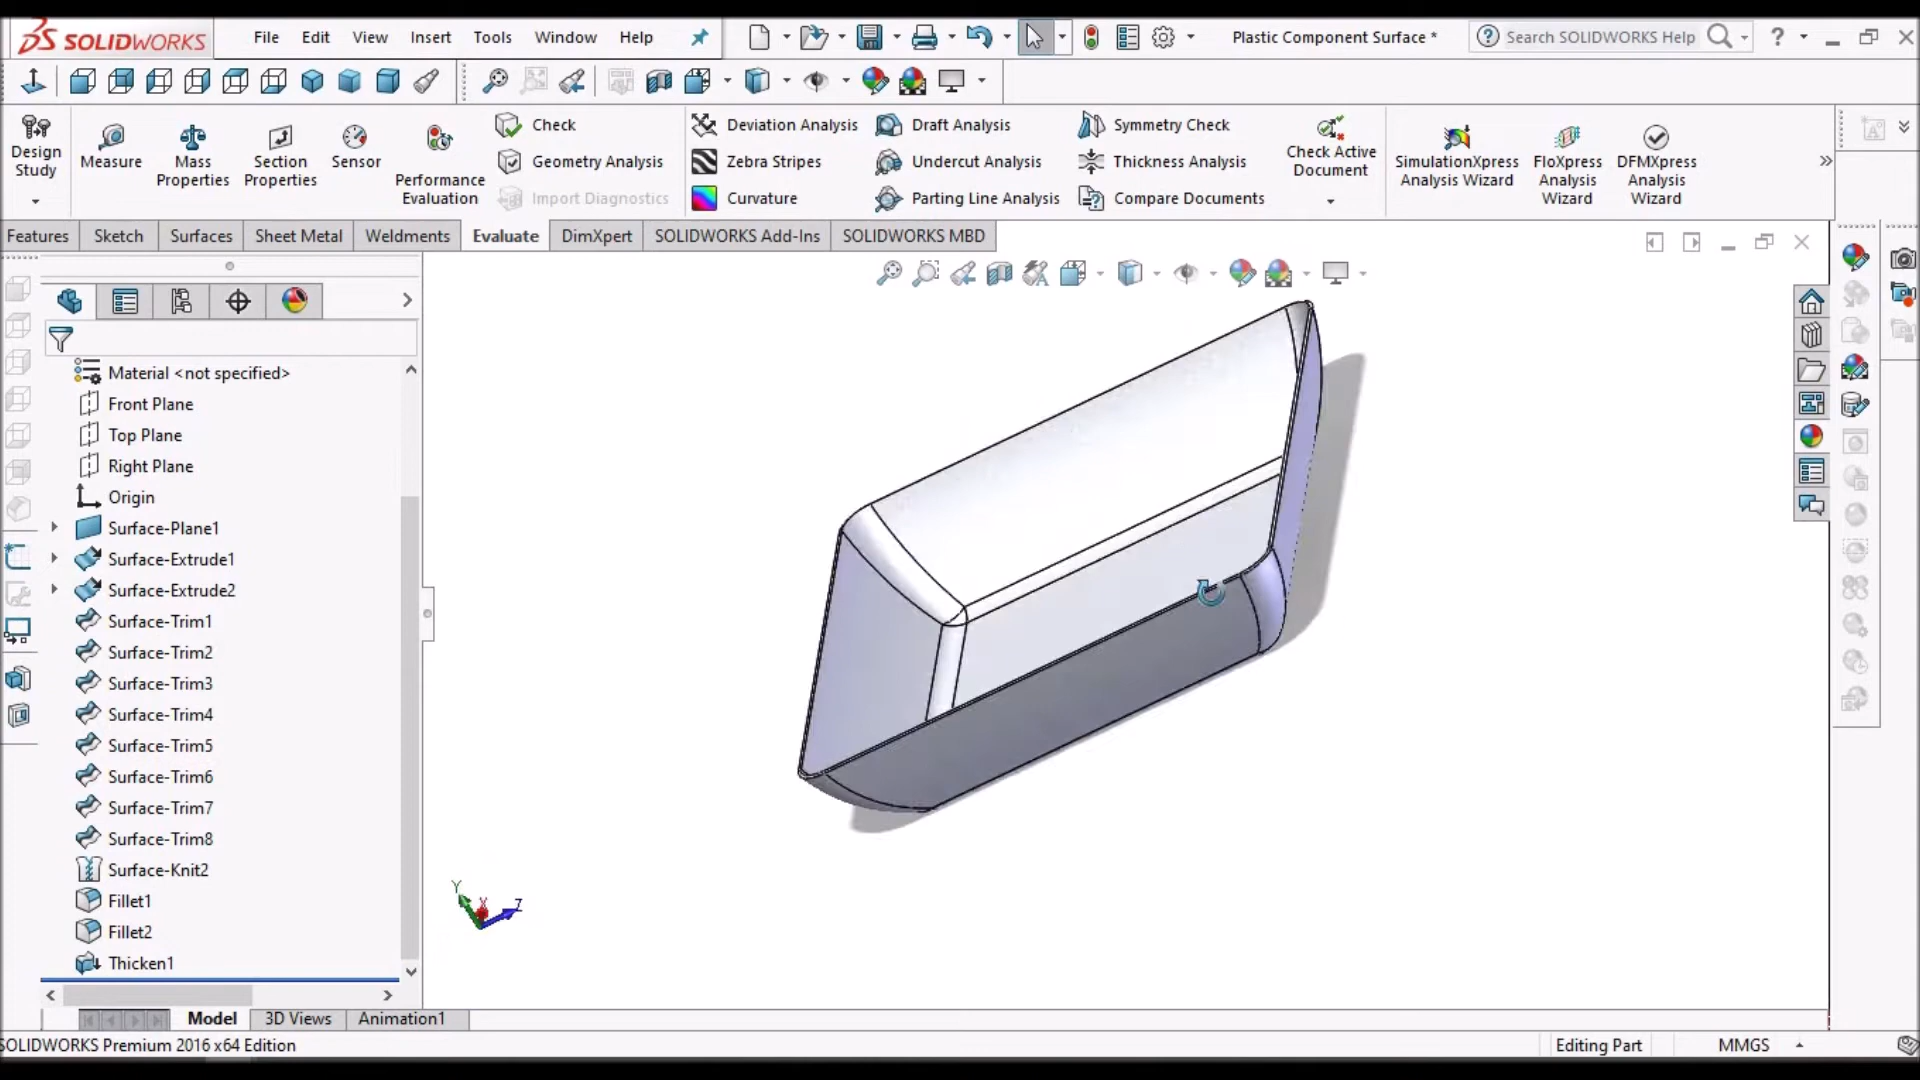 SOLIDWORKS File Edit View Insert Tools Window Help Plastic Component Surface * Search SOLIDWORKS Help ?
Design Study
Measure
Mass Properties
Section Properties
Sensor
Performance Evaluation
Check
Geometry Analysis
Import Diagnostics
Deviation Analysis
Zebra Stripes
Curvature
Draft Analysis
Undercut Analysis
Parting Line Analysis
Symmetry Check
Thickness Analysis
Compare Documents
Check Active Document
SimulationXpress Analysis Wizard
FloXpress Analysis Wizard
DFMXpress Analysis Wizard
Features Sketch Surfaces Sheet Metal Weldments Evaluate DimXpert SOLIDWORKS Add-Ins SOLIDWORKS MBD
Material <not specified>
Front Plane
Top Plane
Right Plane
Origin
Surface-Plane1
Surface-Extrude1
Surface-Extrude2
Surface-Trim1
Surface-Trim2
Surface-Trim3
Surface-Trim4
Surface-Trim5
Surface-Trim6
Surface-Trim7
Surface-Trim8
Surface-Knit2
Fillet1
Fillet2
Thicken1
Y X Z
Model 3D Views Animation1
SOLIDWORKS Premium 2016 x64 Edition Editing Part MMGS